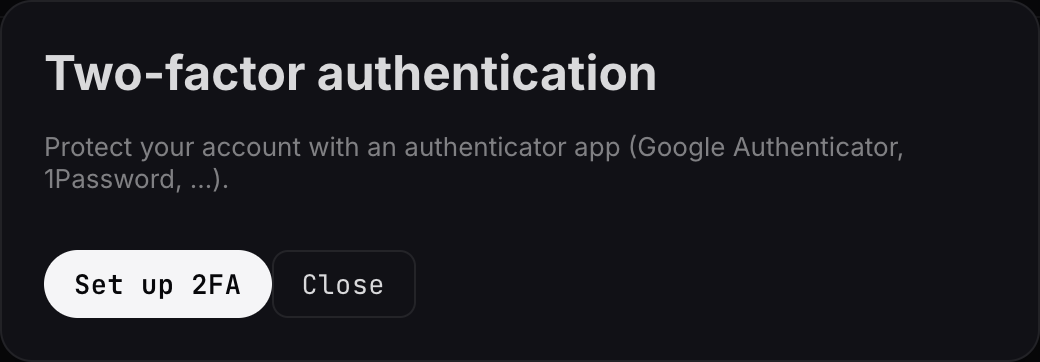 Two-factor authentication
Protect your account with an authenticator app (Google Authenticator,
1Password, ...).
Set up 2FA
Close